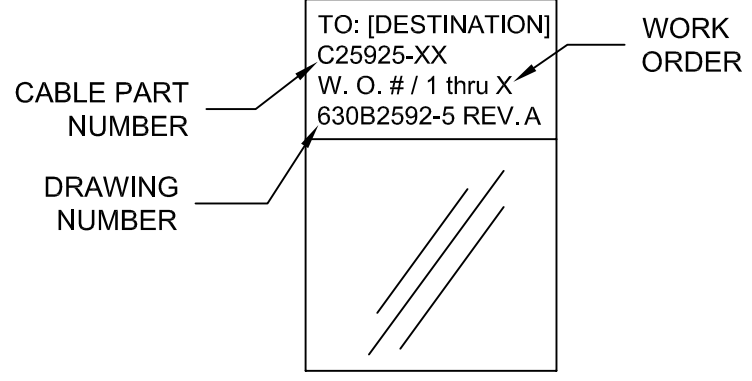 TO: [DESTINATION]
C25925-XX
W. O. # / 1 thru X
630B2592-5 REV. A
WORK
ORDER
CABLE PART
NUMBER
DRAWING
NUMBER